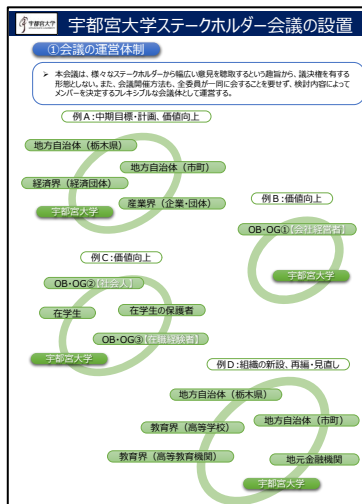 宇都宮大学 宇都宮大学ステークホルダー会議の設置
①会議の運営体制
➢ 本会議は、様々なステークホルダーから幅広い意見を聴取するという趣旨から、議決権を有する
形態としない。また、会議開催方法も、全委員が一同に会することを要せず、検討内容によって
メンバーを決定するフレキシブルな会議体として運営する。
例A:中期目標・計画、価値向上
地方自治体(栃木県)
地方自治体(市町)
経済界(経済団体)
産業界(企業・団体)
宇都宮大学
例B:価値向上
OB・OG①【会社経営者】
宇都宮大学
例C:価値向上
OB・OG②【社会人】
在学生
在学生の保護者
OB・OG③【在職経験者】
宇都宮大学
例D:組織の新設、再編・見直し
地方自治体(栃木県)
地方自治体(市町)
教育界(高等学校)
教育界(高等教育機関)
地元金融機関
宇都宮大学